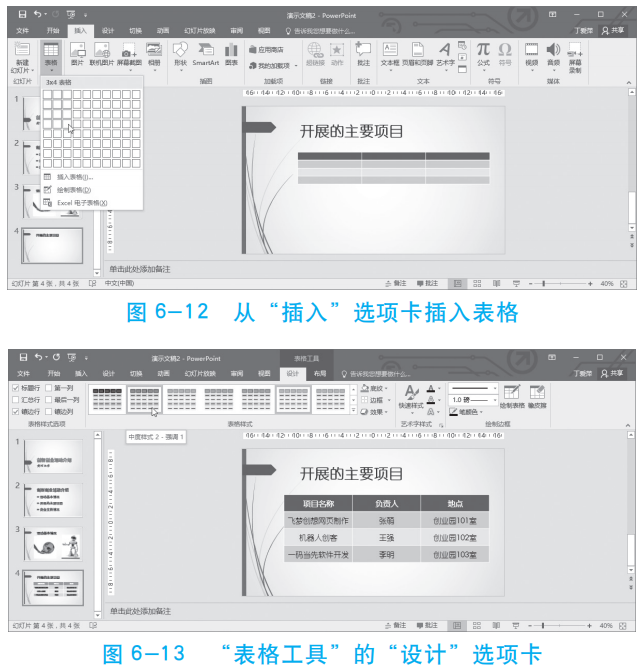 演示文稿2 - PowerPoint
文件 开始 插入 设计 切换 动画 幻灯片放映 审阅 视图 告诉我您想要做什么... 丁爱萍 共享
新建幻灯片 表格 图片 联机图片 屏幕截图 相册 形状 SmartArt 图表 应用商店 我的加载项 超链接 动作 批注 文本框 页眉和页脚 艺术字 公式 符号 视频 音频 屏幕录制
幻灯片 插图 加载项 链接 批注 文本 符号 媒体
3x4 表格
插入表格(I)...
绘制表格(D)
Excel 电子表格(X)
1
2
3
4
开展的主要项目
开展的主要项目
单击此处添加备注
幻灯片 第 4 张，共 4 张 中文(中国) 备注 批注 40%
图 6-12 从“插入”选项卡插入表格
演示文稿2 - PowerPoint 表格工具
文件 开始 插入 设计 切换 动画 幻灯片放映 审阅 视图 设计 布局 告诉我您想要做什么... 丁爱萍 共享
标题行 第一列
汇总行 最后一列
镶边行 镶边列
底纹
边框
效果
快速样式
1.0 磅
笔颜色
绘制表格 橡皮擦
表格样式选项 表格样式 艺术字样式 绘制边框
中度样式 2 - 强调 1
1
2
3
4
开展的主要项目
项目名称 负责人 地点
飞梦创想网页制作 张萌 创业园101室
机器人创客 王强 创业园102室
一码当先软件开发 李明 创业园103室
单击此处添加备注
幻灯片 第 4 张，共 4 张 备注 批注 40%
图 6-13 “表格工具”的“设计”选项卡